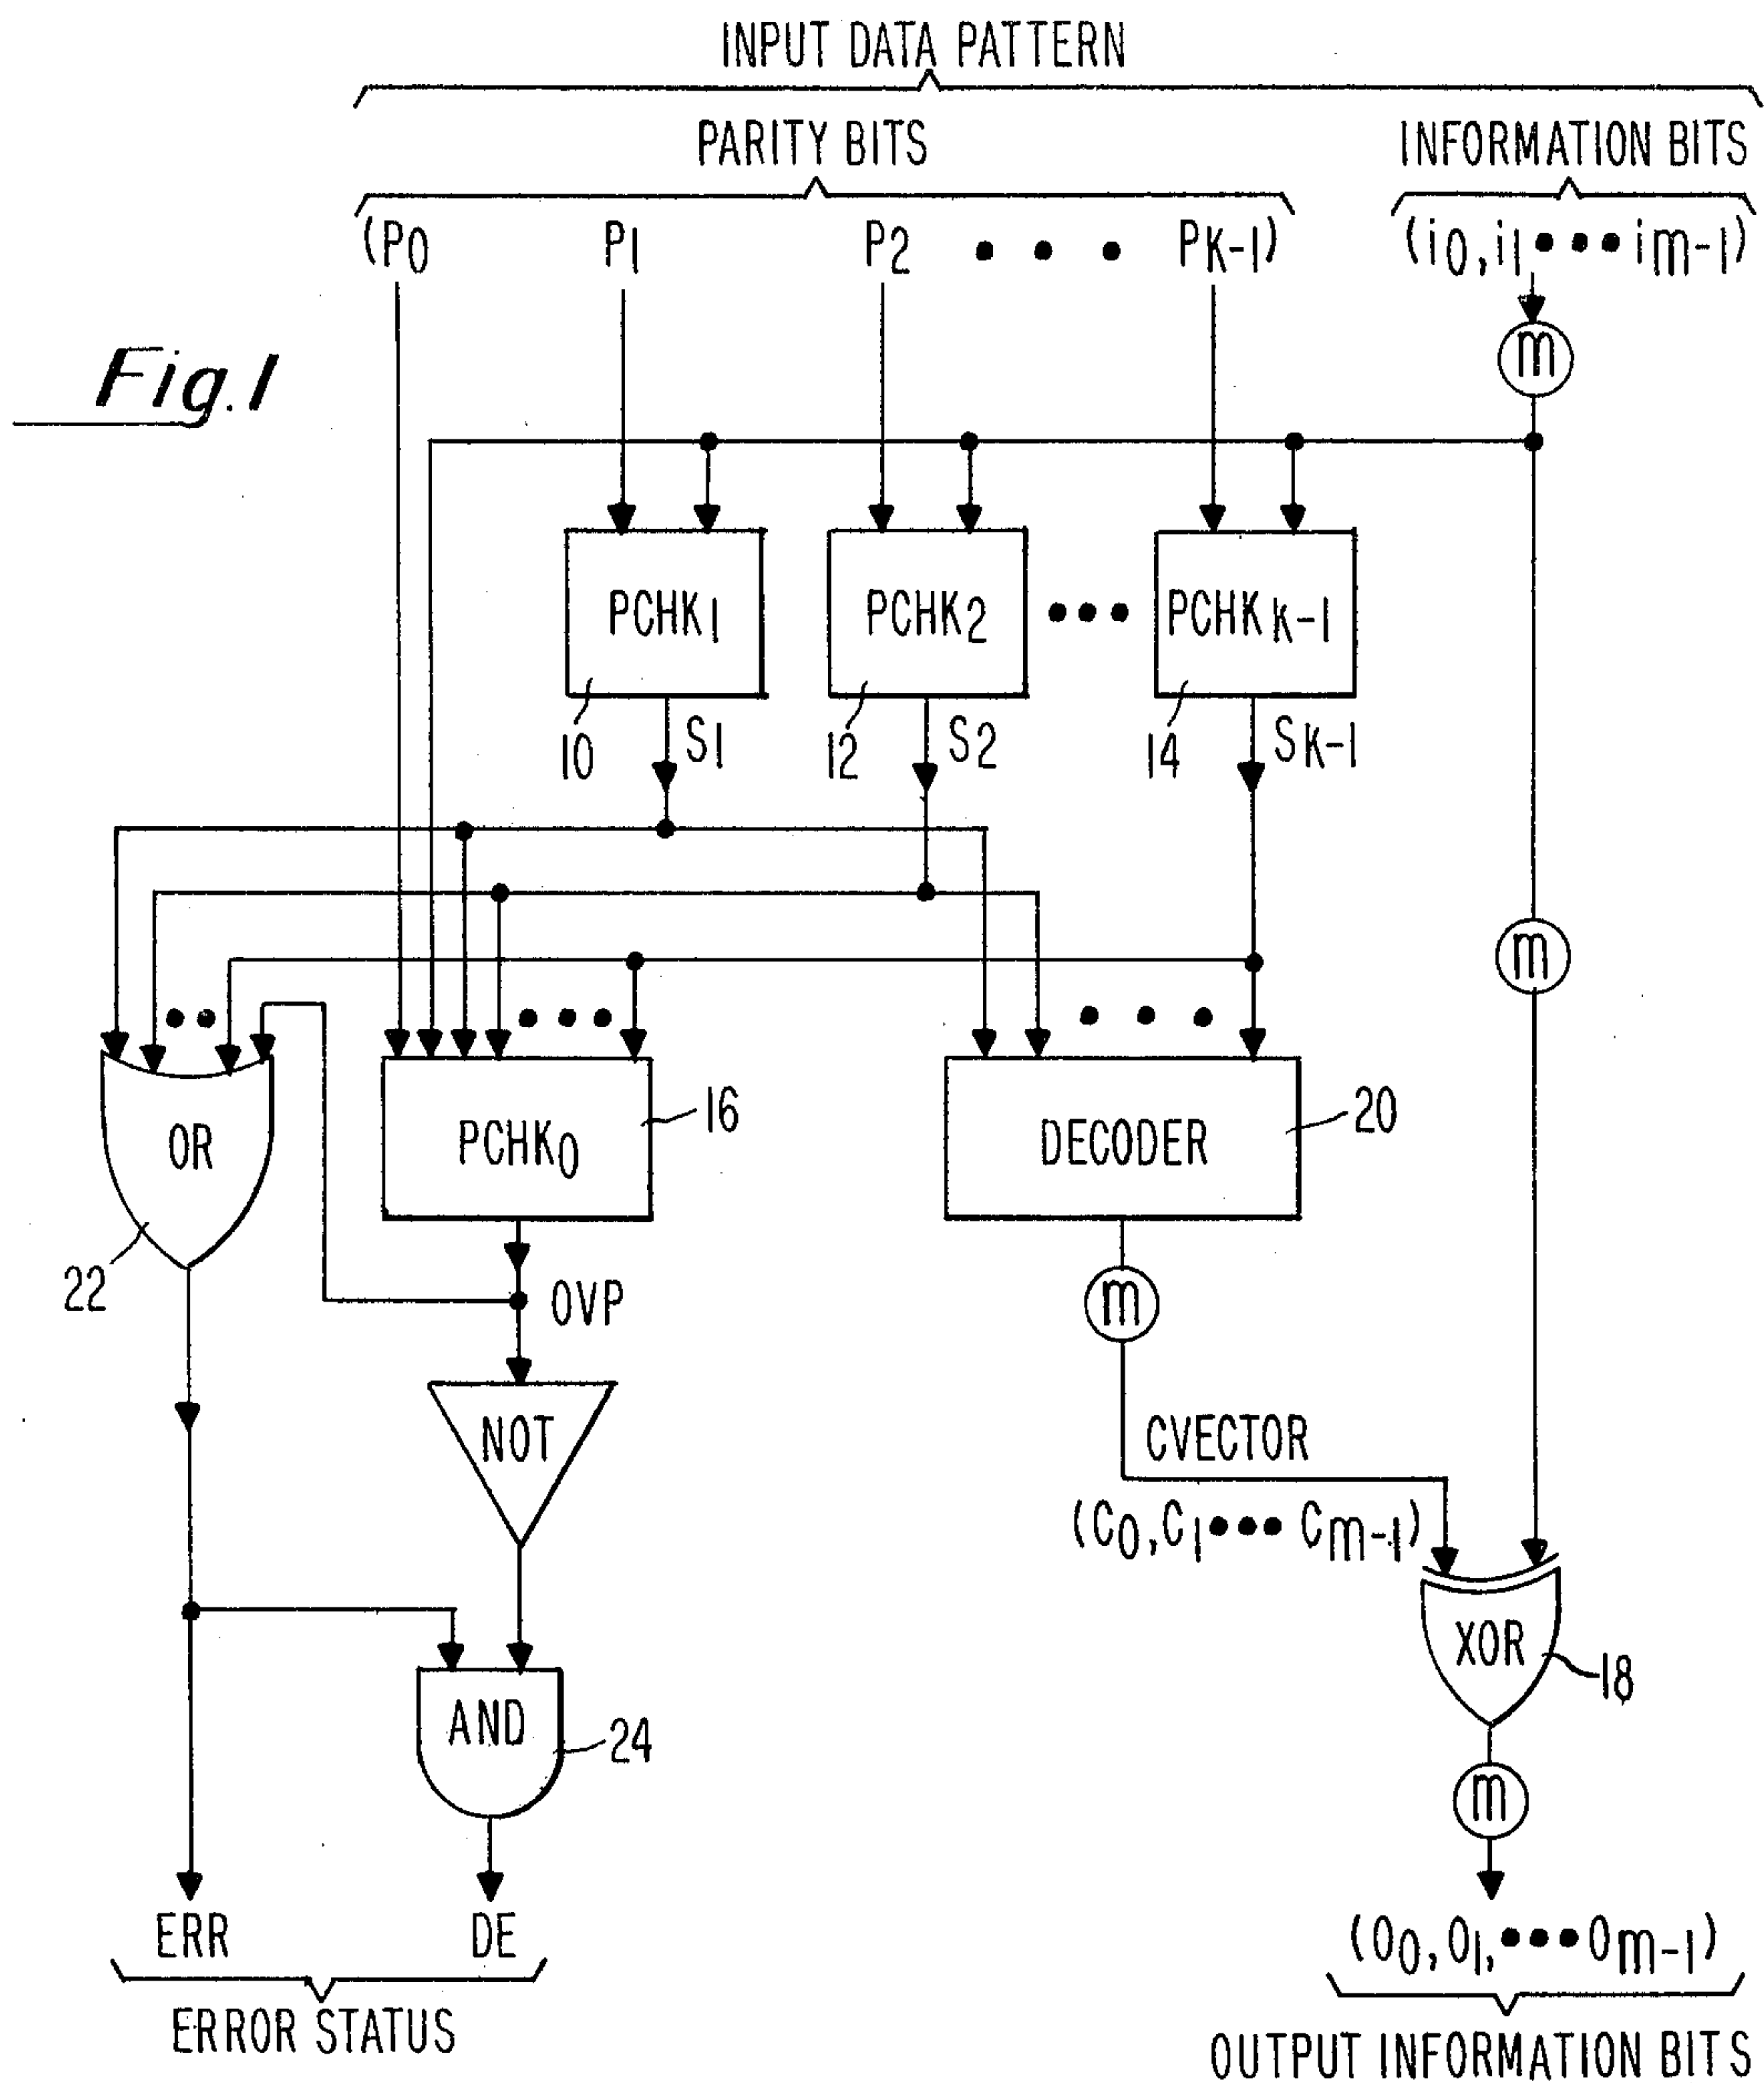 INPUT DATA PATTERN
PARITY BITS
INFORMATION BITS
(P0 P1 P2 • • • PK-1)
(i0, i1 ••• im-1)
m
Fig. 1
PCHK1
PCHK2
•••
PCHKK-1
10
S1
12
S2
14
SK-1
m
••
•••
• • •
OR
PCHK0
16
DECODER
20
22
OVP
m
NOT
CVECTOR
(C0, C1 ••• Cm-1)
XOR
18
AND
24
m
ERR
DE
(O0, O1, ••• Om-1)
ERROR STATUS
OUTPUT INFORMATION BITS